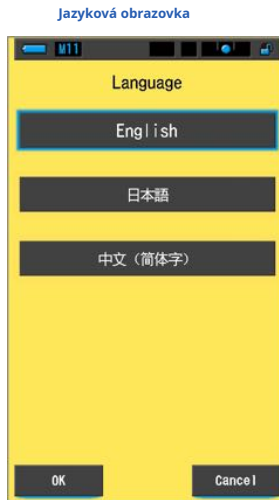 Jazyková obrazovka
M11
Language
English
日本語
中文（简体字）
OK
Cancel